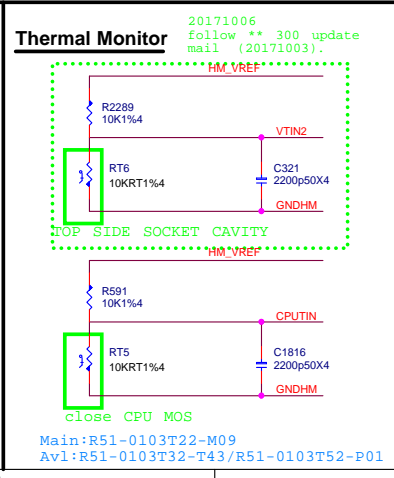 Thermal Monitor
20171006
follow ** 300 update
mail (20171003).
HM_VREF
R2289
10K1%4
VTIN2
RT6
10KRT1%4
C321
2200p50X4
GNDHM
TOP SIDE SOCKET CAVITY
HM_VREF
R591
10K1%4
CPUTIN
RT5
10KRT1%4
C1816
2200p50X4
GNDHM
close CPU MOS
Main:R51-0103T22-M09
Avl:R51-0103T32-T43/R51-0103T52-P01